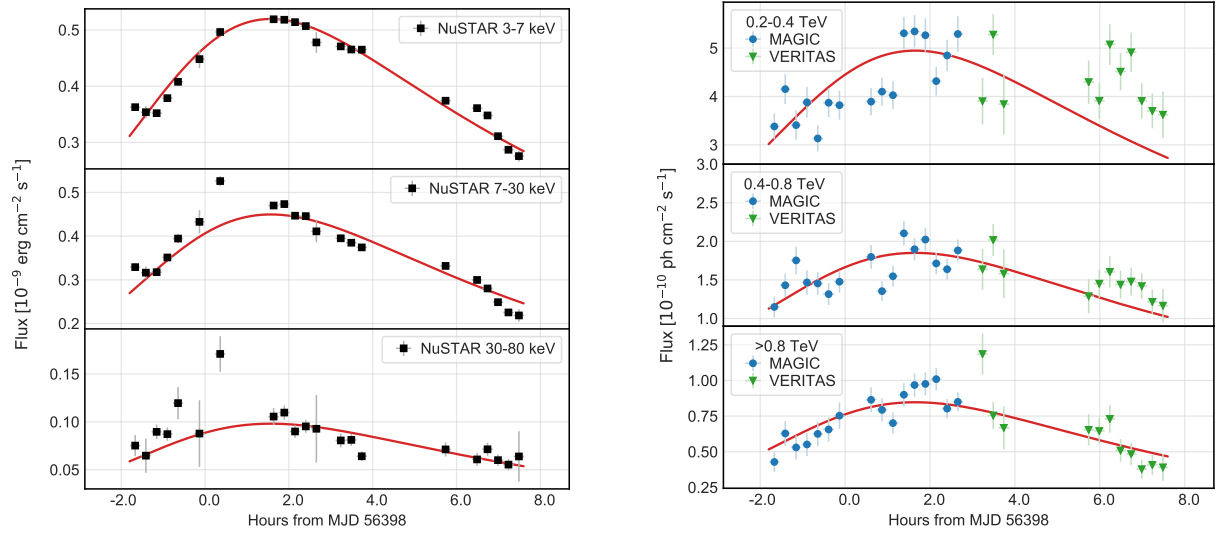 0.5
0.3
NuSTAR 3-7 keV
0.5
0.4
0.3
0.2
NuSTAR 7-30 keV
0.15
0.10
0.05
NuSTAR 30-80 keV
Flux [10⁻⁹ erg cm⁻² s⁻¹]
-2.0 0.0 2.0 4.0 6.0 8.0
Hours from MJD 56398
5
4
3
0.2-0.4 TeV
MAGIC
VERITAS
3.0
2.0
1.5
1.0
0.4-0.8 TeV
MAGIC
VERITAS
1.25
1.00
0.75
0.50
0.25
>0.8 TeV
MAGIC
VERITAS
Flux [10⁻¹⁰ ph cm⁻² s⁻¹]
-2.0 0.0 2.0 4.0 6.0 8.0
Hours from MJD 56398